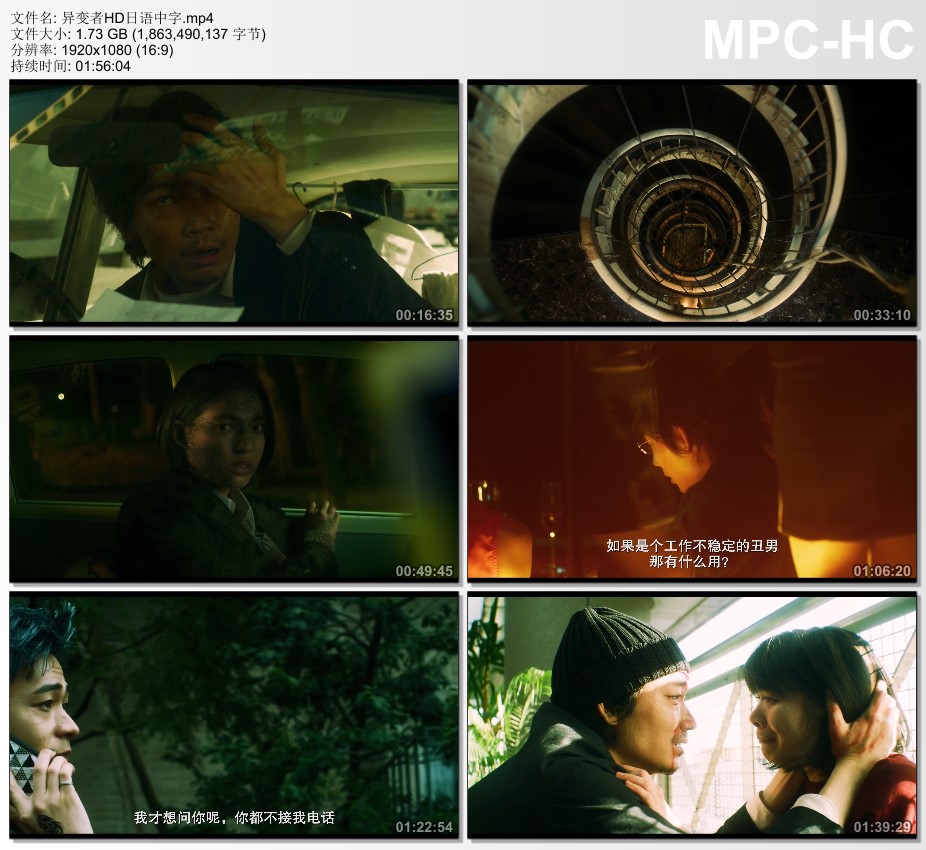 文件名: 异变者HD日语中字.mp4
MPC-HC
文件大小: 1.73 GB (1,863,490,137 字节)
分辨率: 1920x1080 (16:9)
持续时间: 01:56:04
00:16:35
00:33:10
00:49:45
如果是个工作不稳定的丑男
那有什么用?
01:06:20
我才想问你呢，你都不接我电话
01:22:54
01:39:29